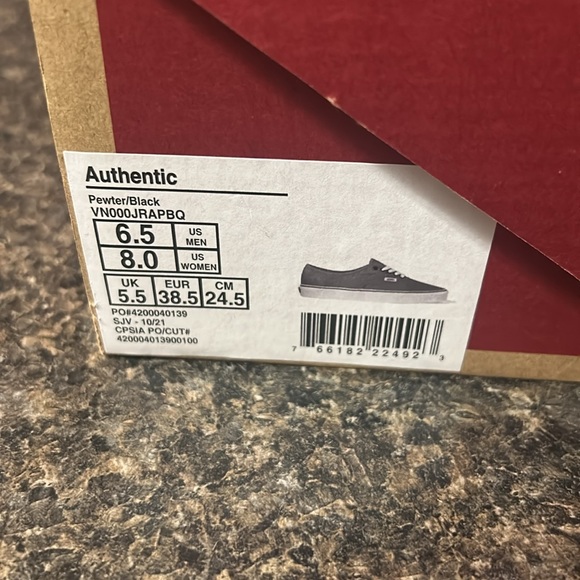 Authentic
Pewter/Black
VN000JRAPBQ
6.5 US MEN
8.0 US WOMEN
UK EUR CM
5.5 38.5 24.5
PO#4200040139
SJV - 10/21
CPSIA PO/CUT#
420004013900100
7 66182 22492 3